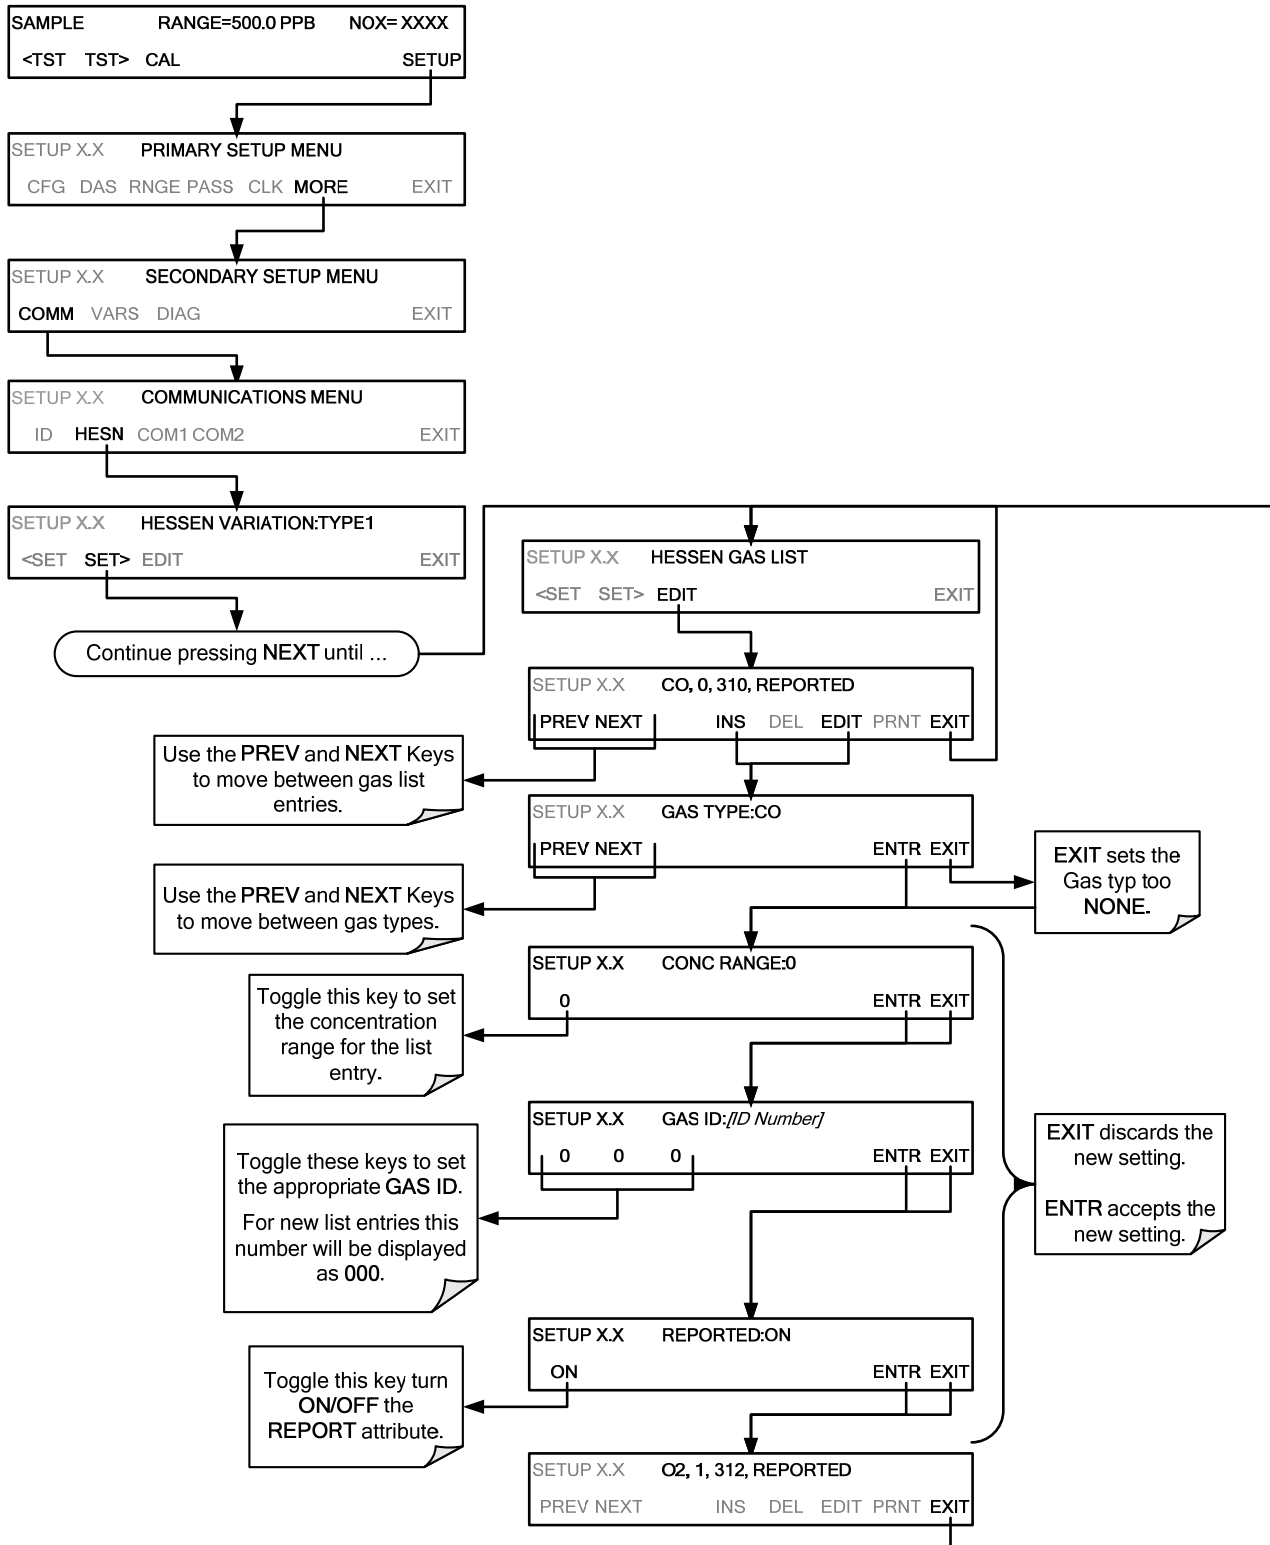 SAMPLE RANGE=500.0 PPB NOX= XXXX
<TST TST> CAL SETUP
SETUP X.X PRIMARY SETUP MENU
CFG DAS RNGE PASS CLK MORE EXIT
SETUP X.X SECONDARY SETUP MENU
COMM VARS DIAG EXIT
SETUP X.X COMMUNICATIONS MENU
ID HESN COM1 COM2 EXIT
SETUP X.X HESSEN VARIATION:TYPE1
<SET SET> EDIT EXIT
Continue pressing NEXT until ...
SETUP X.X HESSEN GAS LIST
<SET SET> EDIT EXIT
SETUP X.X CO, 0, 310, REPORTED
PREV NEXT INS DEL EDIT PRNT EXIT
Use the PREV and NEXT Keys
to move between gas list
entries.
SETUP X.X GAS TYPE:CO
PREV NEXT ENTR EXIT
EXIT sets the
Gas typ too
NONE.
Use the PREV and NEXT Keys
to move between gas types.
SETUP X.X CONC RANGE:0
0 ENTR EXIT
Toggle this key to set
the concentration
range for the list
entry.
SETUP X.X GAS ID:[ID Number]
0 0 0 ENTR EXIT
Toggle these keys to set
the appropriate GAS ID.
For new list entries this
number will be displayed
as 000.
EXIT discards the
new setting.
ENTR accepts the
new setting.
SETUP X.X REPORTED:ON
ON ENTR EXIT
Toggle this key turn
ON/OFF the
REPORT attribute.
SETUP X.X O2, 1, 312, REPORTED
PREV NEXT INS DEL EDIT PRNT EXIT